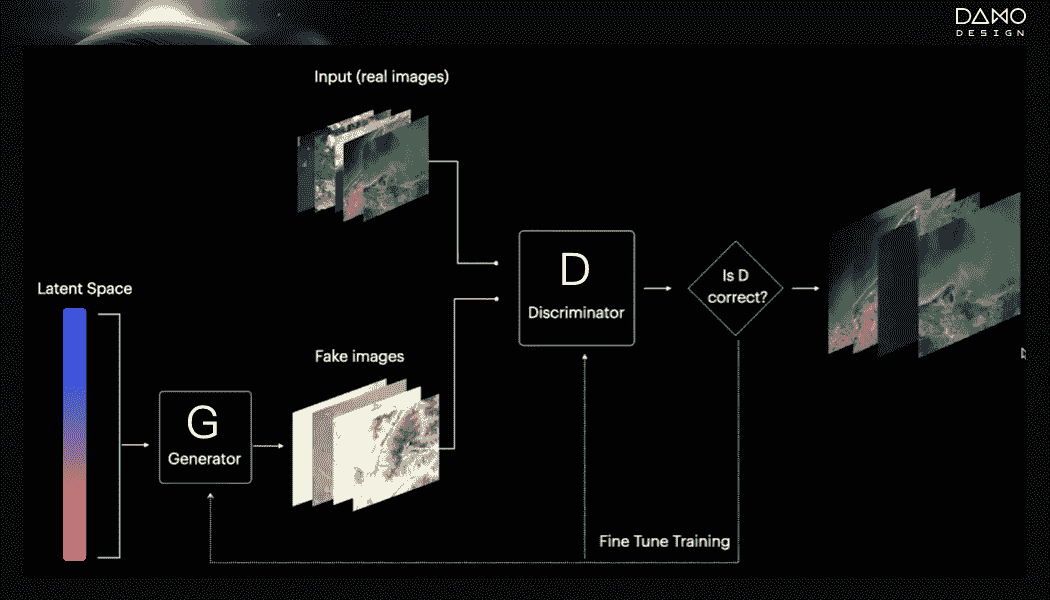 DAMO
DESIGN
Input (real images)
Latent Space
Fake images
G
Generator
D
Discriminator
Is D
correct?
Fine Tune Training